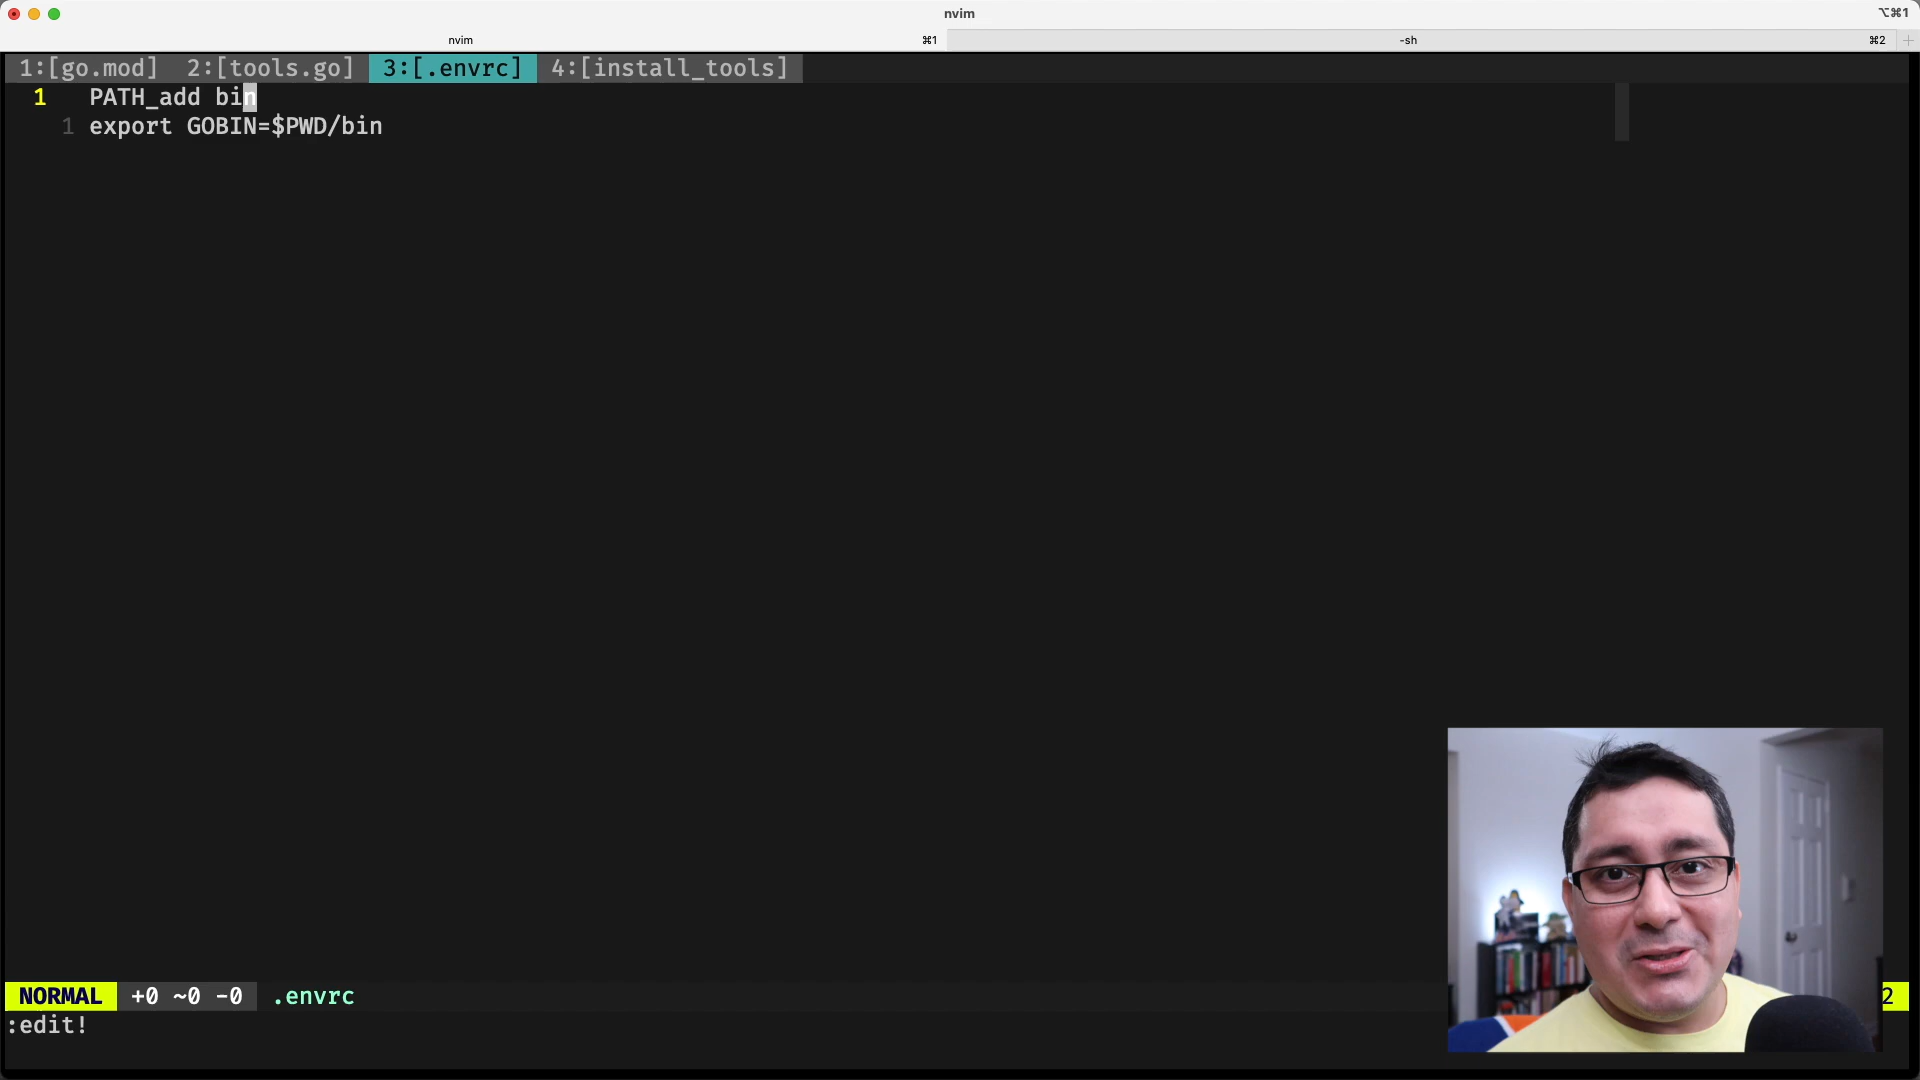 nvim
⌥⌘1
nvim ⌘1 -sh ⌘2 +
1:[go.mod] 2:[tools.go] 3:[.envrc] 4:[install_tools]
1 PATH_add bin
1 export GOBIN=$PWD/bin
NORMAL +0 ~0 -0 .envrc 2
:edit!